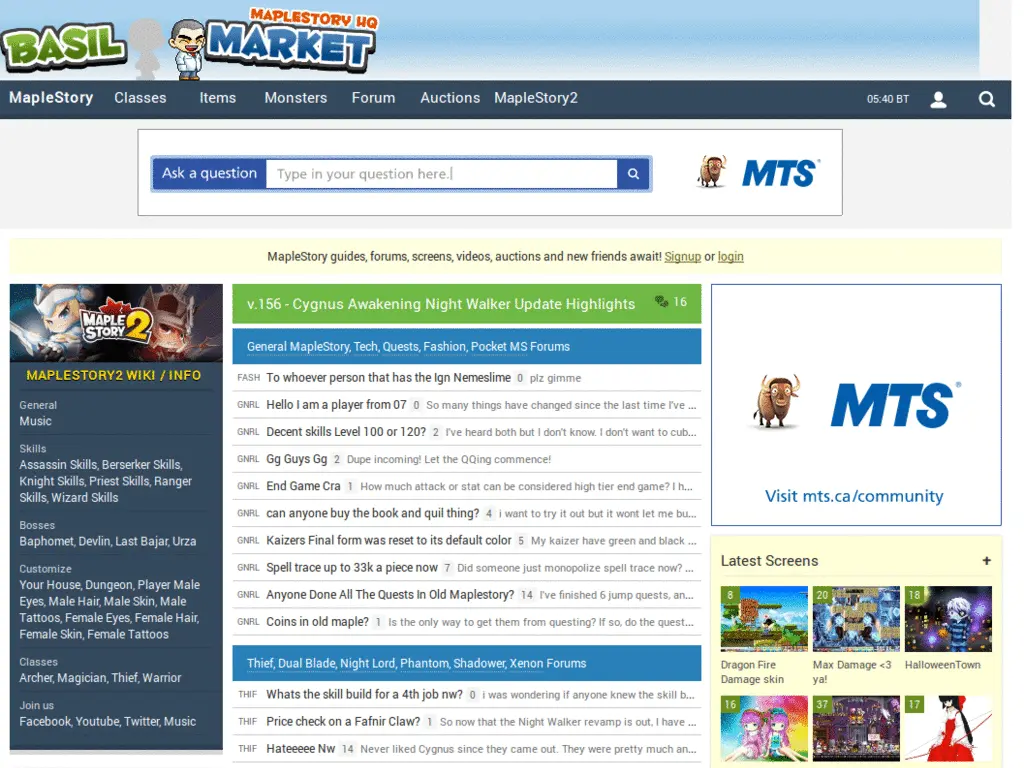 MAPLESTORY HQ
BASIL MARKET
MapleStory Classes Items Monsters Forum Auctions MapleStory2 05:40 BT
Ask a question Type in your question here. MTS
MapleStory guides, forums, screens, videos, auctions and new friends await! Signup or login
MAPLE STORY 2
MAPLESTORY2 WIKI / INFO
General
Music
Skills
Assassin Skills, Berserker Skills,
Knight Skills, Priest Skills, Ranger
Skills, Wizard Skills
Bosses
Baphomet, Devlin, Last Bajar, Urza
Customize
Your House, Dungeon, Player Male
Eyes, Male Hair, Male Skin, Male
Tattoos, Female Eyes, Female Hair,
Female Skin, Female Tattoos
Classes
Archer, Magician, Thief, Warrior
Join us
Facebook, Youtube, Twitter, Music
v.156 - Cygnus Awakening Night Walker Update Highlights 16
General MapleStory, Tech, Quests, Fashion, Pocket MS Forums
FASH To whoever person that has the Ign Nemeslime 0 plz gimme
GNRL Hello I am a player from 07 0 So many things have changed since the last time I've ...
GNRL Decent skills Level 100 or 120? 2 I've heard both but I don't know. I don't want to cub...
GNRL Gg Guys Gg 2 Dupe incoming! Let the QQing commence!
GNRL End Game Cra 1 How much attack or stat can be considered high tier end game? I h...
GNRL can anyone buy the book and quil thing? 4 i want to try it out but it wont let me bu...
GNRL Kaizers Final form was reset to its default color 5 My kaizer have green and black ...
GNRL Spell trace up to 33k a piece now 7 Did someone just monopolize spell trace now? ...
GNRL Anyone Done All The Quests In Old Maplestory? 14 I've finished 6 jump quests, an...
GNRL Coins in old maple? 1 Is the only way to get them from questing? If so, do the quest...
Thief, Dual Blade, Night Lord, Phantom, Shadower, Xenon Forums
THIF Whats the skill build for a 4th job nw? 0 i was wondering if anyone knew the skill b...
THIF Price check on a Fafnir Claw? 1 So now that the Night Walker revamp is out, I have ...
THIF Hateeeee Nw 14 Never liked Cygnus since they came out. They were pretty much an...
MTS
Visit mts.ca/community
Latest Screens +
8 20 18
Dragon Fire Damage skin
Max Damage <3 ya!
HalloweenTown
16 37 17